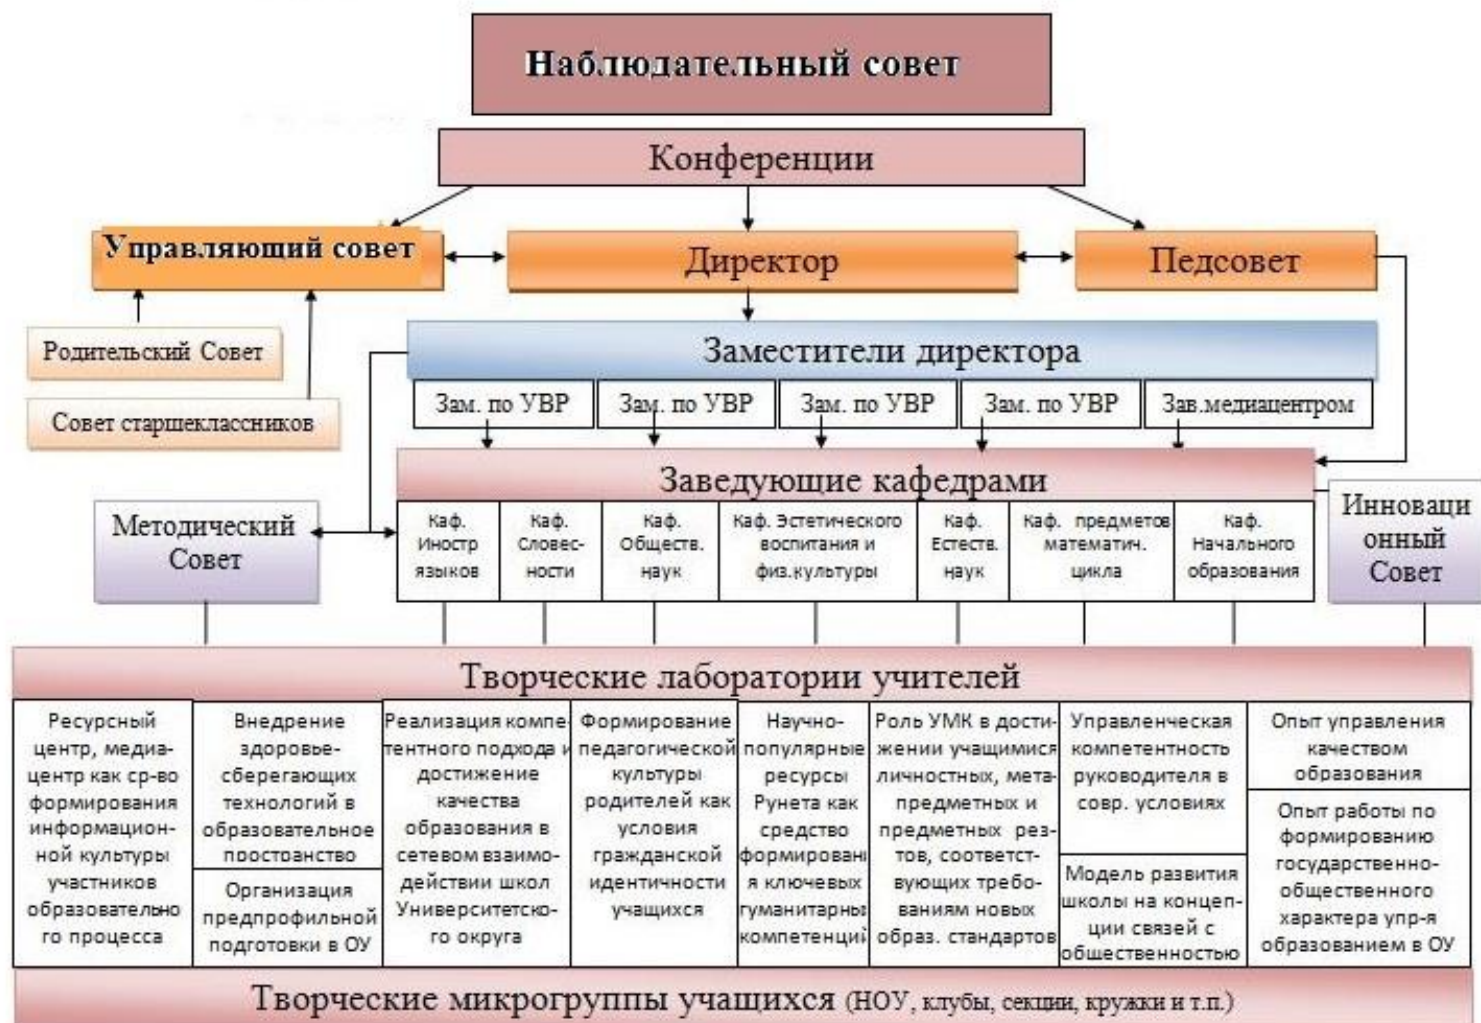 Наблюдательный совет
Конференции
Управляющий совет
Директор
Педсовет
Родительский Совет
Совет старшеклассников
Заместители директора
Зам. по УВР
Зам. по УВР
Зам. по УВР
Зам. по УВР
Зав.медиацентром
Заведующие кафедрами
Методический
Совет
Каф.
Иностр
языков
Каф.
Словес-
ности
Каф.
Обществ.
наук
Каф. Эстетического
воспитания и
физ.культуры
Каф.
Естеств.
наук
Каф. предметов
математич.
цикла
Каф.
Начального
образования
Инноваци
онный
Совет
Творческие лаборатории учителей
Ресурсный
центр, медиа-
центр как ср-во
формирования
информацион-
ной культуры
участников
образовательно
го процесса
Внедрение
здоровье-
сберегающих
технологий в
образовательное
пространство
Организация
предпрофильной
подготовки в ОУ
Реализация компе-
тентного подхода и
достижение
качества
образования в
сетевом взаимо-
действии школ
Университетско-
го округа
Формирование
педагогической
культуры
родителей как
условия
гражданской
идентичности
учащихся
Научно-
популярные
ресурсы
Рунета как
средство
формировани
я ключевых
гуманитарны
компетенций
Роль УМК в дости-
жении учащимися
личностных, мета-
предметных и
предметных рез-
тов, соответст-
вующих требо-
ваниям новых
образ. стандартов
Управленческая
компетентность
руководителя в
совр. условиях
Модель развития
школы на концеп-
ции связей с
общественностью
Опыт управления
качеством
образования
Опыт работы по
формированию
государственно-
общественного
характера упр-я
образованием в ОУ
Творческие микрогруппы учащихся (НОУ, клубы, секции, кружки и т.п.)